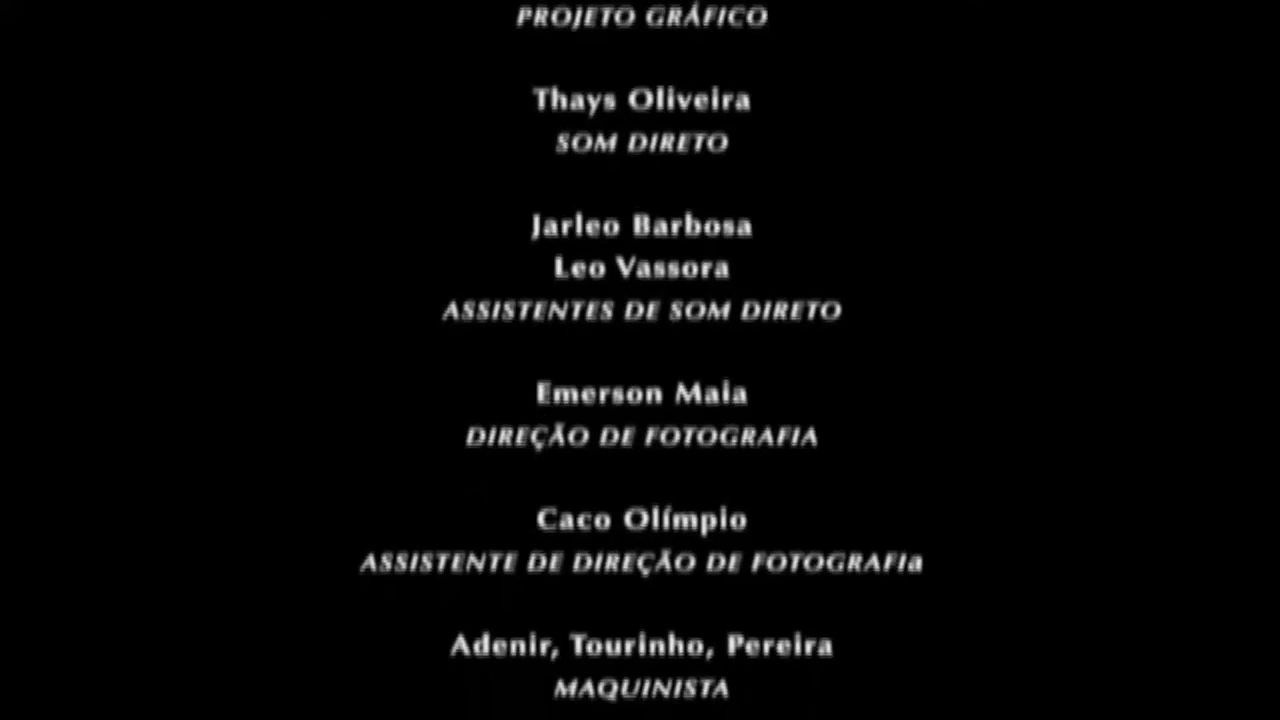 PROJETO GRÁFICO
Thays Oliveira
SOM DIRETO
Jarleo Barbosa
Leo Vassora
ASSISTENTES DE SOM DIRETO
Emerson Maia
DIREÇÃO DE FOTOGRAFIA
Caco Olímpio
ASSISTENTE DE DIREÇÃO DE FOTOGRAFIa
Adenir, Tourinho, Pereira
MAQUINISTA